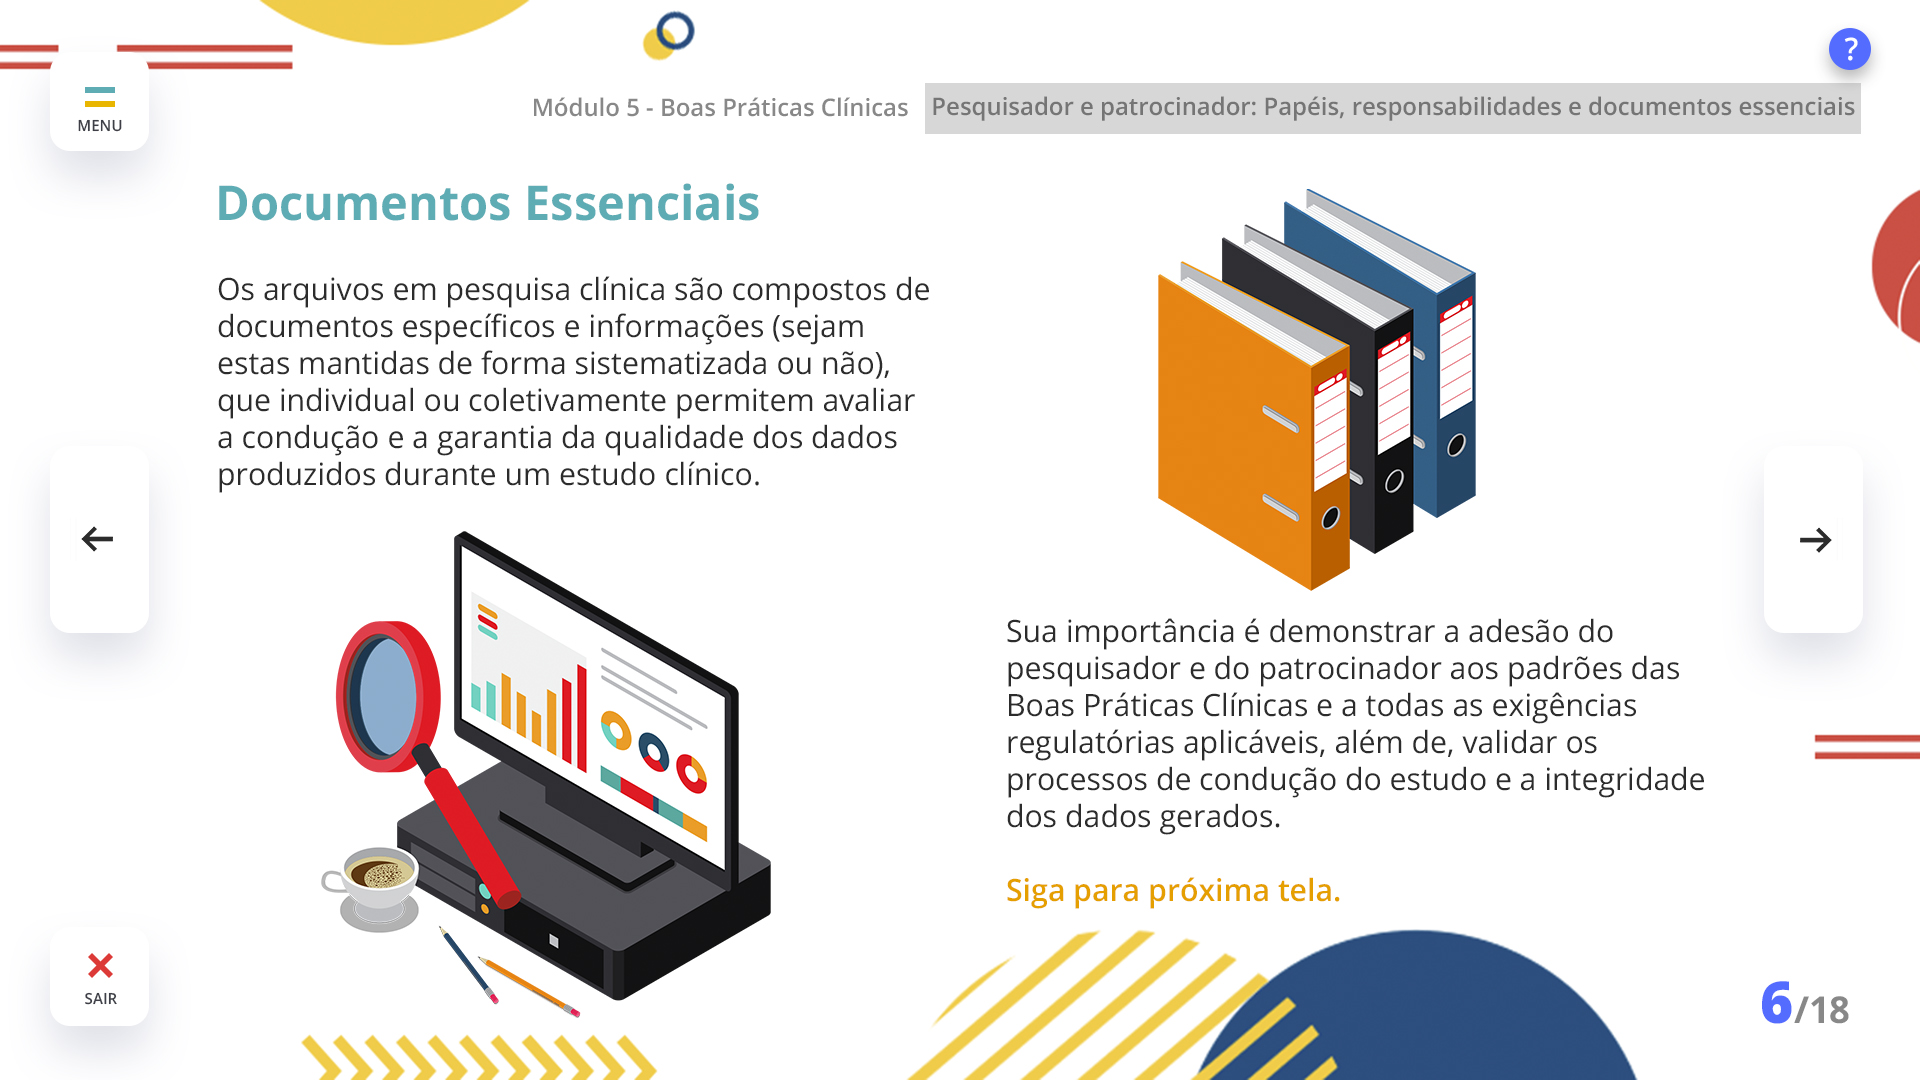 ?
MENU
Módulo 5 - Boas Práticas Clínicas
Pesquisador e patrocinador: Papéis, responsabilidades e documentos essenciais
Documentos Essenciais
Os arquivos em pesquisa clínica são compostos de
documentos específicos e informações (sejam
estas mantidas de forma sistematizada ou não),
que individual ou coletivamente permitem avaliar
a condução e a garantia da qualidade dos dados
produzidos durante um estudo clínico.
Sua importância é demonstrar a adesão do
pesquisador e do patrocinador aos padrões das
Boas Práticas Clínicas e a todas as exigências
regulatórias aplicáveis, além de, validar os
processos de condução do estudo e a integridade
dos dados gerados.
Siga para próxima tela.
SAIR
6/18